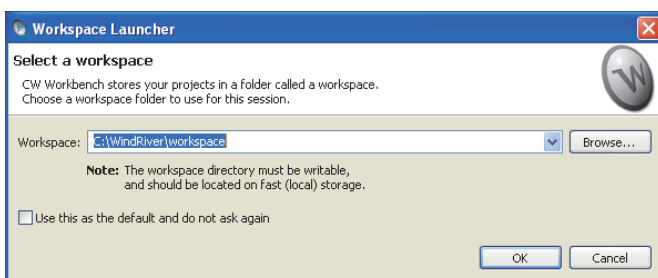 Workspace Launcher
Select a workspace
CW Workbench stores your projects in a folder called a workspace.
Choose a workspace folder to use for this session.
W
Workspace: C:\WindRiver\workspace Browse...
Note: The workspace directory must be writable,
and should be located on fast (local) storage.
Use this as the default and do not ask again
OK Cancel